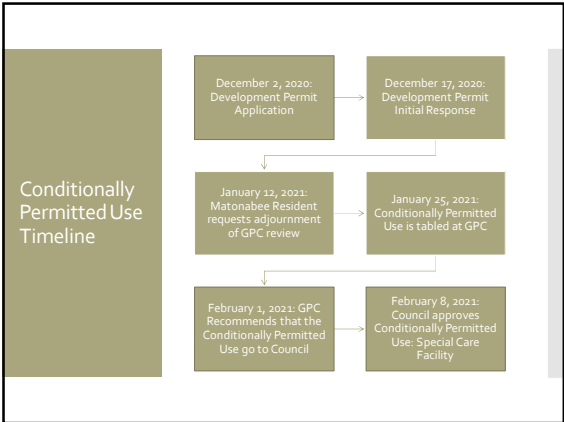 Conditionally
Permitted Use
Timeline
December 2, 2020:
Development Permit
Application
December 17, 2020:
Development Permit
Initial Response
January 12, 2021:
Matonabee Resident
requests adjournment
of GPC review
January 25, 2021:
Conditionally Permitted
Use is tabled at GPC
February 1, 2021: GPC
Recommends that the
Conditionally Permitted
Use go to Council
February 8, 2021:
Council approves
Conditionally Permitted
Use: Special Care
Facility